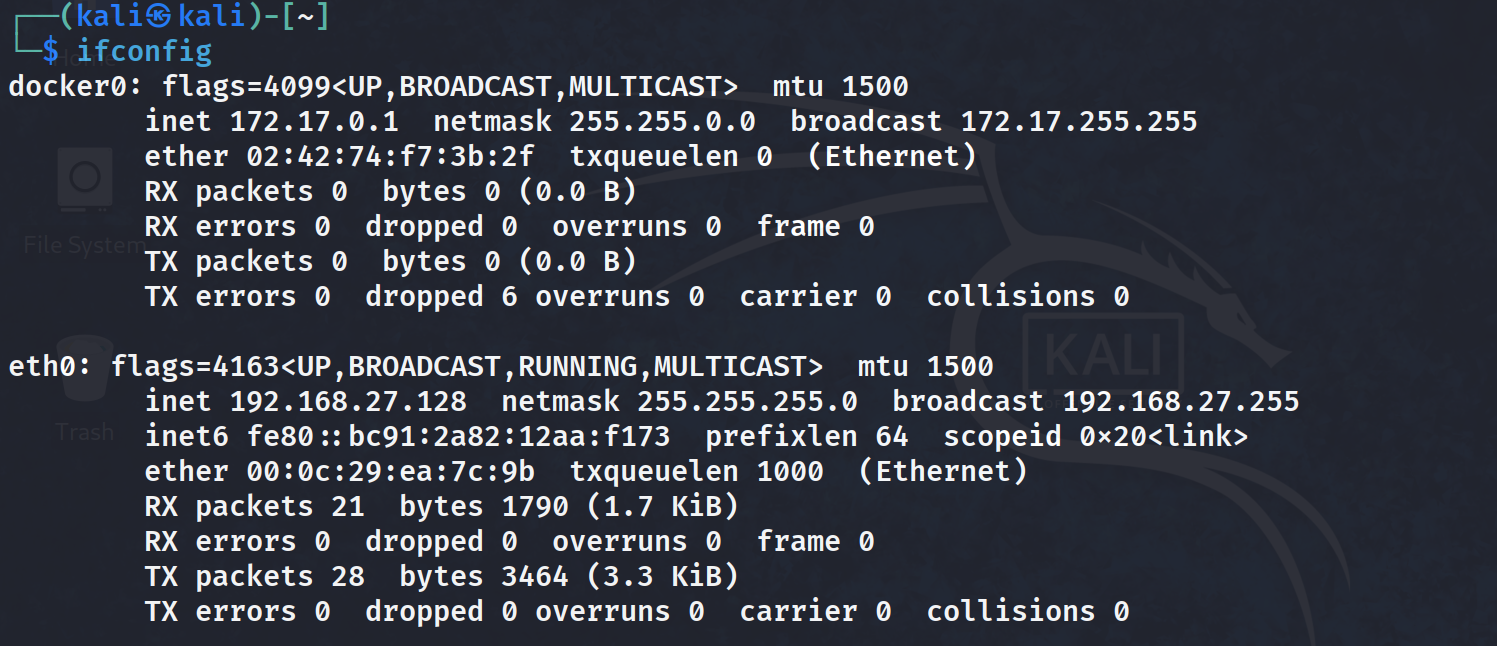 ┌──(kali㉿kali)-[~]
└─$ ifconfig
docker0: flags=4099<UP,BROADCAST,MULTICAST>  mtu 1500
        inet 172.17.0.1  netmask 255.255.0.0  broadcast 172.17.255.255
        ether 02:42:74:f7:3b:2f  txqueuelen 0  (Ethernet)
        RX packets 0  bytes 0 (0.0 B)
        RX errors 0  dropped 0  overruns 0  frame 0
        TX packets 0  bytes 0 (0.0 B)
        TX errors 0  dropped 6 overruns 0  carrier 0  collisions 0

eth0: flags=4163<UP,BROADCAST,RUNNING,MULTICAST>  mtu 1500
        inet 192.168.27.128  netmask 255.255.255.0  broadcast 192.168.27.255
        inet6 fe80::bc91:2a82:12aa:f173  prefixlen 64  scopeid 0x20<link>
        ether 00:0c:29:ea:7c:9b  txqueuelen 1000  (Ethernet)
        RX packets 21  bytes 1790 (1.7 KiB)
        RX errors 0  dropped 0  overruns 0  frame 0
        TX packets 28  bytes 3464 (3.3 KiB)
        TX errors 0  dropped 0 overruns 0  carrier 0  collisions 0
Home
File System
Trash
KALI